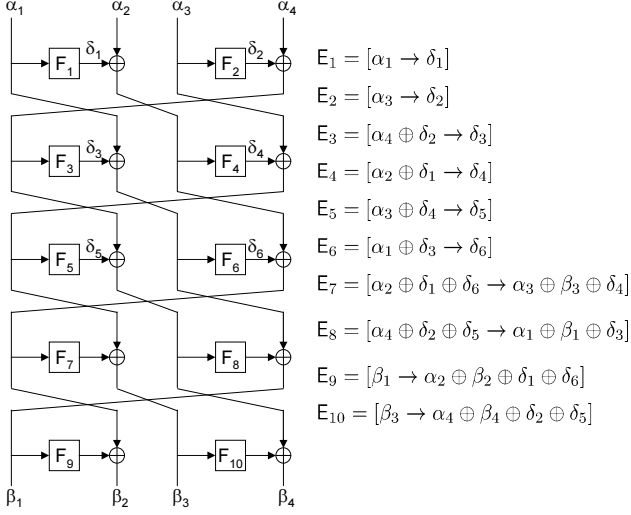 α₁ α₂ α₃ α₄
F₁ δ₁ F₂ δ₂
F₃ δ₃ F₄ δ₄
F₅ δ₅ F₆ δ₆
F₇ F₈
F₉ F₁₀
β₁ β₂ β₃ β₄
E₁ = [α₁ → δ₁]
E₂ = [α₃ → δ₂]
E₃ = [α₄ ⊕ δ₂ → δ₃]
E₄ = [α₂ ⊕ δ₁ → δ₄]
E₅ = [α₃ ⊕ δ₄ → δ₅]
E₆ = [α₁ ⊕ δ₃ → δ₆]
E₇ = [α₂ ⊕ δ₁ ⊕ δ₆ → α₃ ⊕ β₃ ⊕ δ₄]
E₈ = [α₄ ⊕ δ₂ ⊕ δ₅ → α₁ ⊕ β₁ ⊕ δ₃]
E₉ = [β₁ → α₂ ⊕ β₂ ⊕ δ₁ ⊕ δ₆]
E₁₀ = [β₃ → α₄ ⊕ β₄ ⊕ δ₂ ⊕ δ₅]